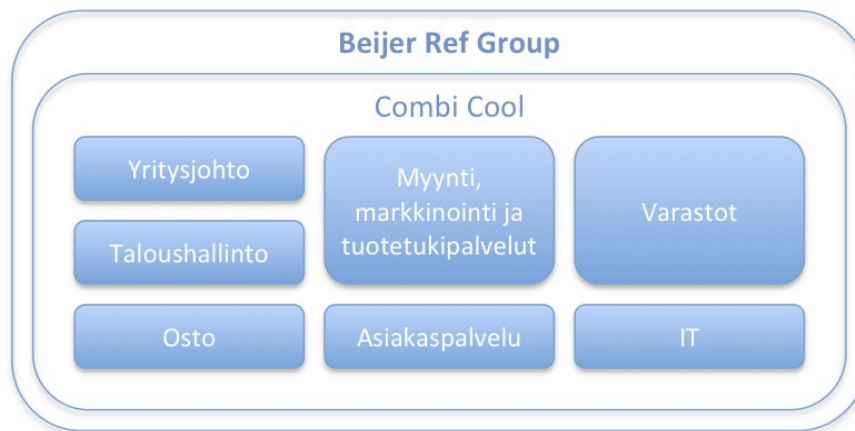 Beijer Ref Group
Combi Cool
Yritysjohto
Myynti,
markkinointi ja
tuotetukipalvelut
Varastot
Taloushallinto
Osto
Asiakaspalvelu
IT